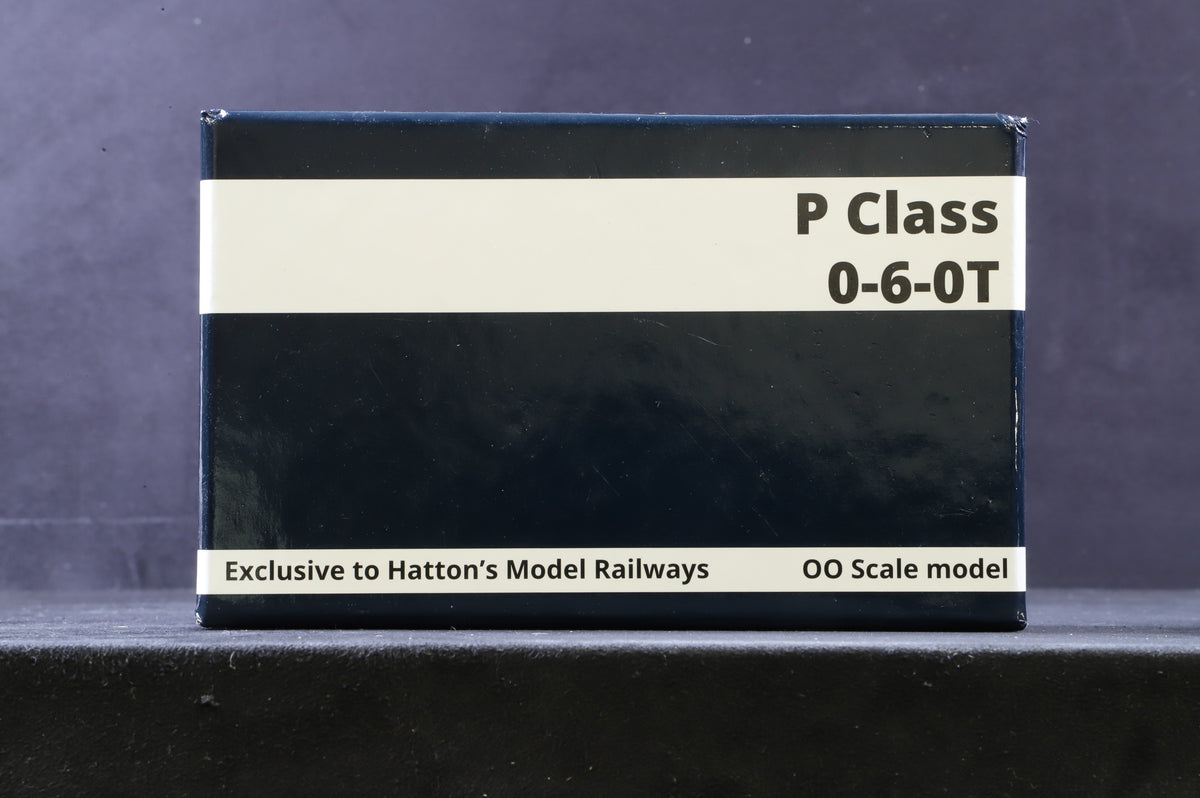 P Class
0-6-0T
Exclusive to Hatton’s Model Railways OO Scale model